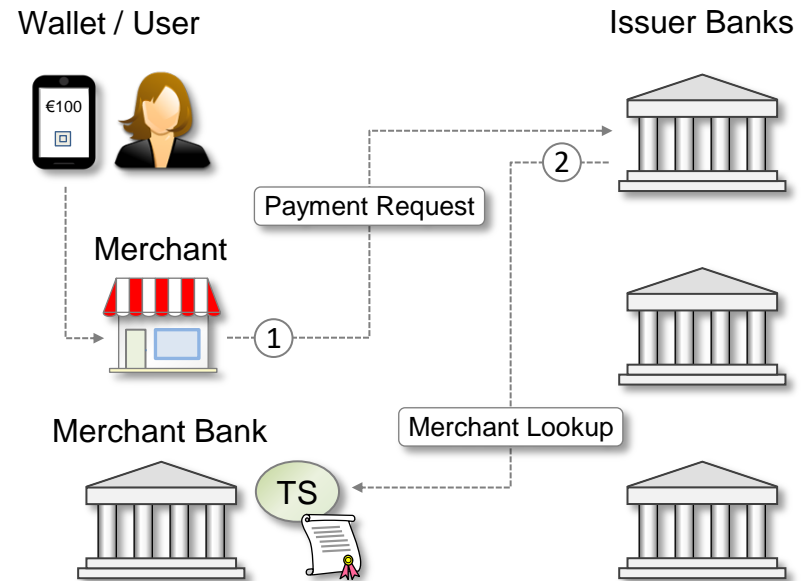 Wallet / User
Issuer Banks
€100
2
Payment Request
Merchant
1
Merchant Lookup
Merchant Bank
TS